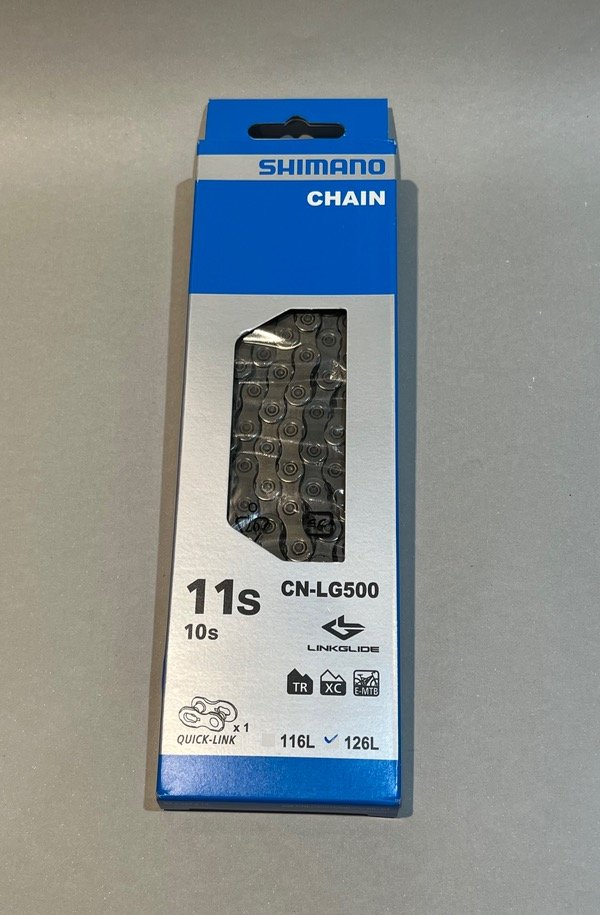 SHIMANO
CHAIN
11s
CN-LG500
10s
LINKGLIDE
TR
XC
E-MTB
x 1
QUICK-LINK
116L
126L